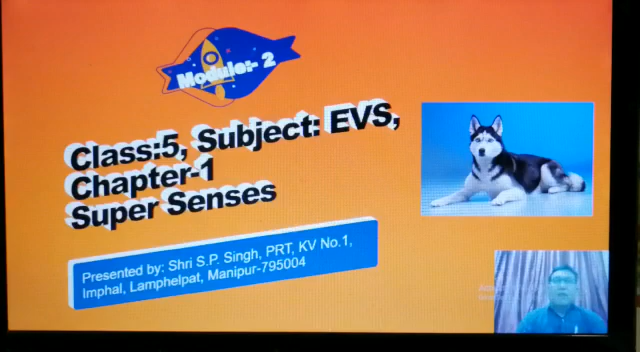 Module:- 2
Class:5, Subject: EVS,
Chapter-1
Super Senses
Presented by: Shri S.P. Singh, PRT, KV No.1,
Imphal, Lamphelpat, Manipur-795004